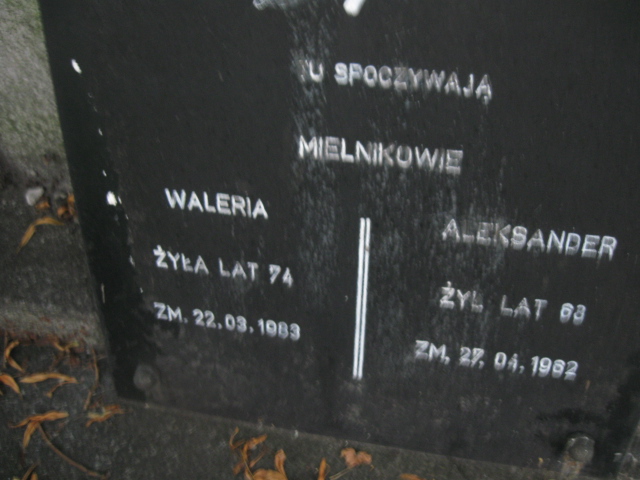 TU SPOCZYWAJĄ
MIELNIKOWIE
WALERIA
ŻYŁA LAT 74
ZM. 22.03.1983
ALEKSANDER
ŻYŁ LAT 68
ZM. 27.04.1982